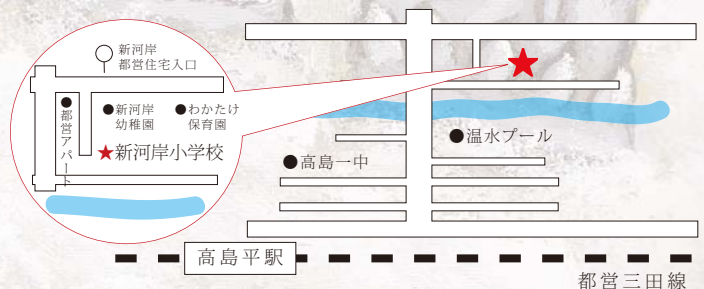 新河岸
都営住宅入口
●都営アパート
●新河岸
幼稚園
●わかたけ
保育園
★新河岸小学校
●温水プール
●高島一中
高島平駅
都営三田線